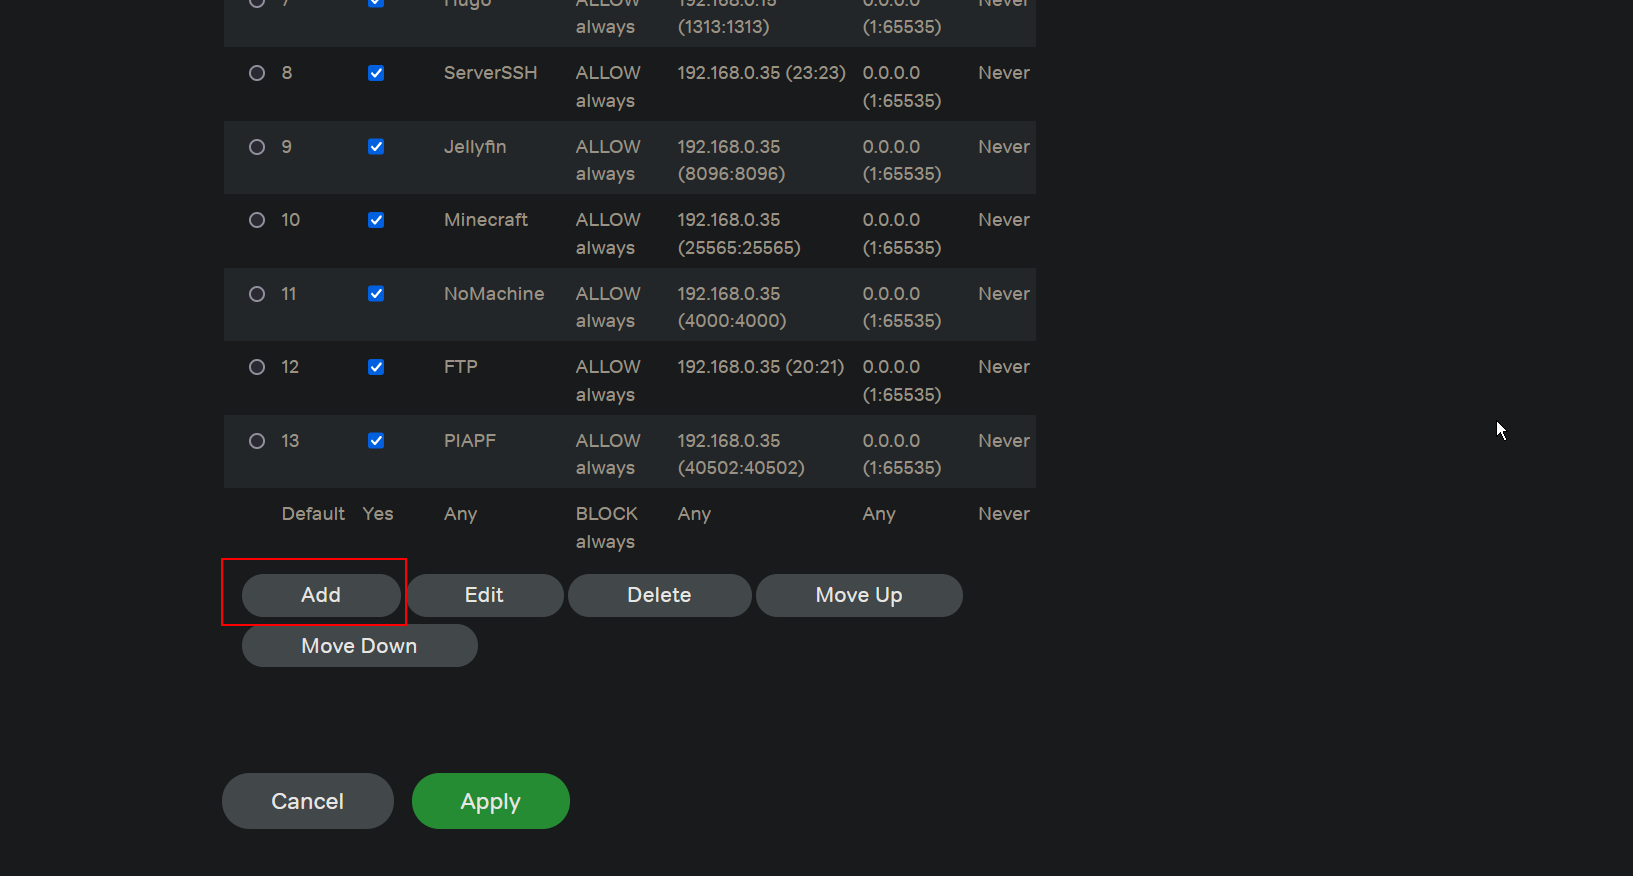 7 Hugo ALLOW 192.168.0.15 0.0.0.0 Never
always (1313:1313) (1:65535)
8 ServerSSH ALLOW 192.168.0.35 (23:23) 0.0.0.0 Never
always (1:65535)
9 Jellyfin ALLOW 192.168.0.35 0.0.0.0 Never
always (8096:8096) (1:65535)
10 Minecraft ALLOW 192.168.0.35 0.0.0.0 Never
always (25565:25565) (1:65535)
11 NoMachine ALLOW 192.168.0.35 0.0.0.0 Never
always (4000:4000) (1:65535)
12 FTP ALLOW 192.168.0.35 (20:21) 0.0.0.0 Never
always (1:65535)
13 PIAPF ALLOW 192.168.0.35 0.0.0.0 Never
always (40502:40502) (1:65535)
Default Yes Any BLOCK Any Any Never
always
Add Edit Delete Move Up
Move Down
Cancel Apply